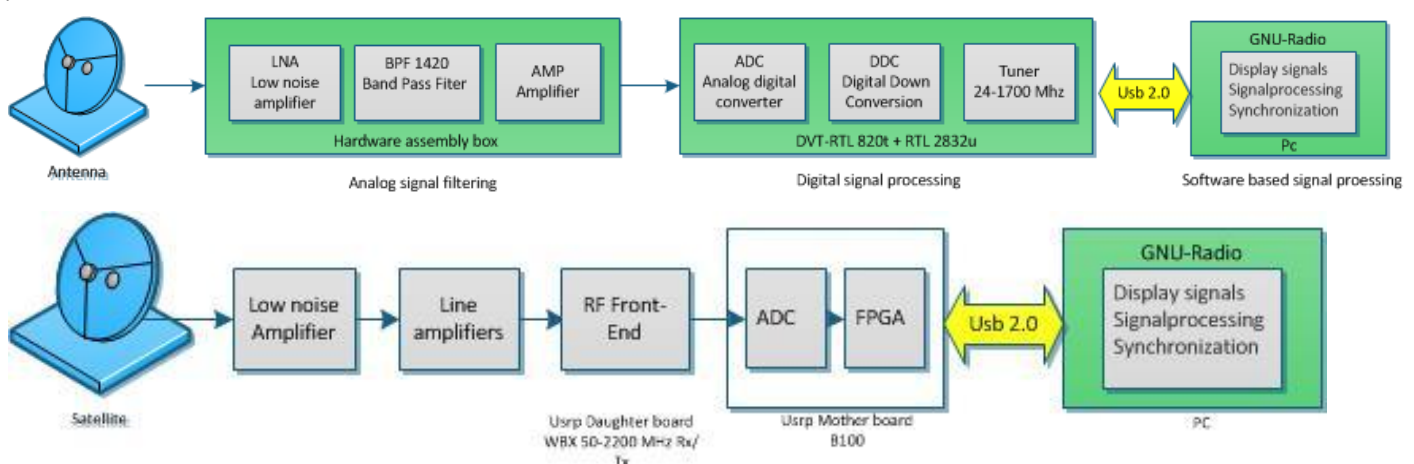 LNA
Low noise
amplifier
BPF 1420
Band Pass Fiter
AMP
Amplifier
Hardware assembly box
ADC
Analog digital
converter
DDC
Digital Down
Conversion
Tuner
24-1700 Mhz
DVT-RTL 820t + RTL 2832u
Usb 2.0
GNU-Radio
Display signals
Signalprocessing
Synchronization
Pc
Antenna
Analog signal filtering
Digital signal processing
Software based signal proessing
Low noise
Amplifier
Line
amplifiers
RF Front-
End
ADC
FPGA
Usb 2.0
GNU-Radio
Display signals
Signalprocessing
Synchronization
Satellite
Usrp Daughter board
WBX 50-2200 MHz Rx/
Tx
Usrp Mother board
B100
PC